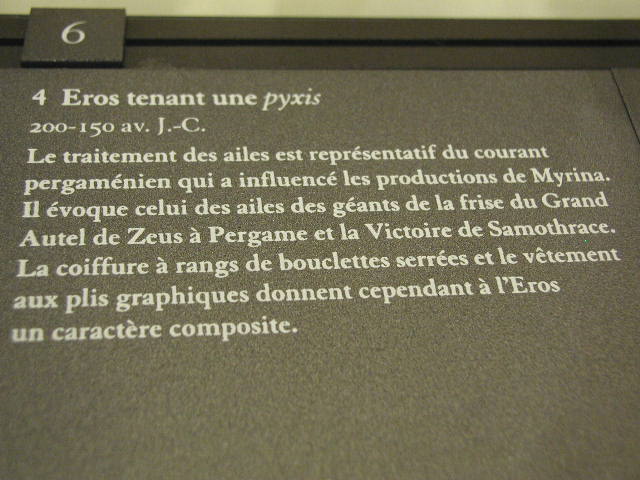 6
4 Eros tenant une pyxis
200-150 av. J.-C.
Le traitement des ailes est représentatif du courant
pergaménien qui a influencé les productions de Myrina.
Il évoque celui des ailes des géants de la frise du Grand
Autel de Zeus à Pergame et la Victoire de Samothrace.
La coiffure à rangs de bouclettes serrées et le vêtement
aux plis graphiques donnent cependant à l'Eros
un caractère composite.